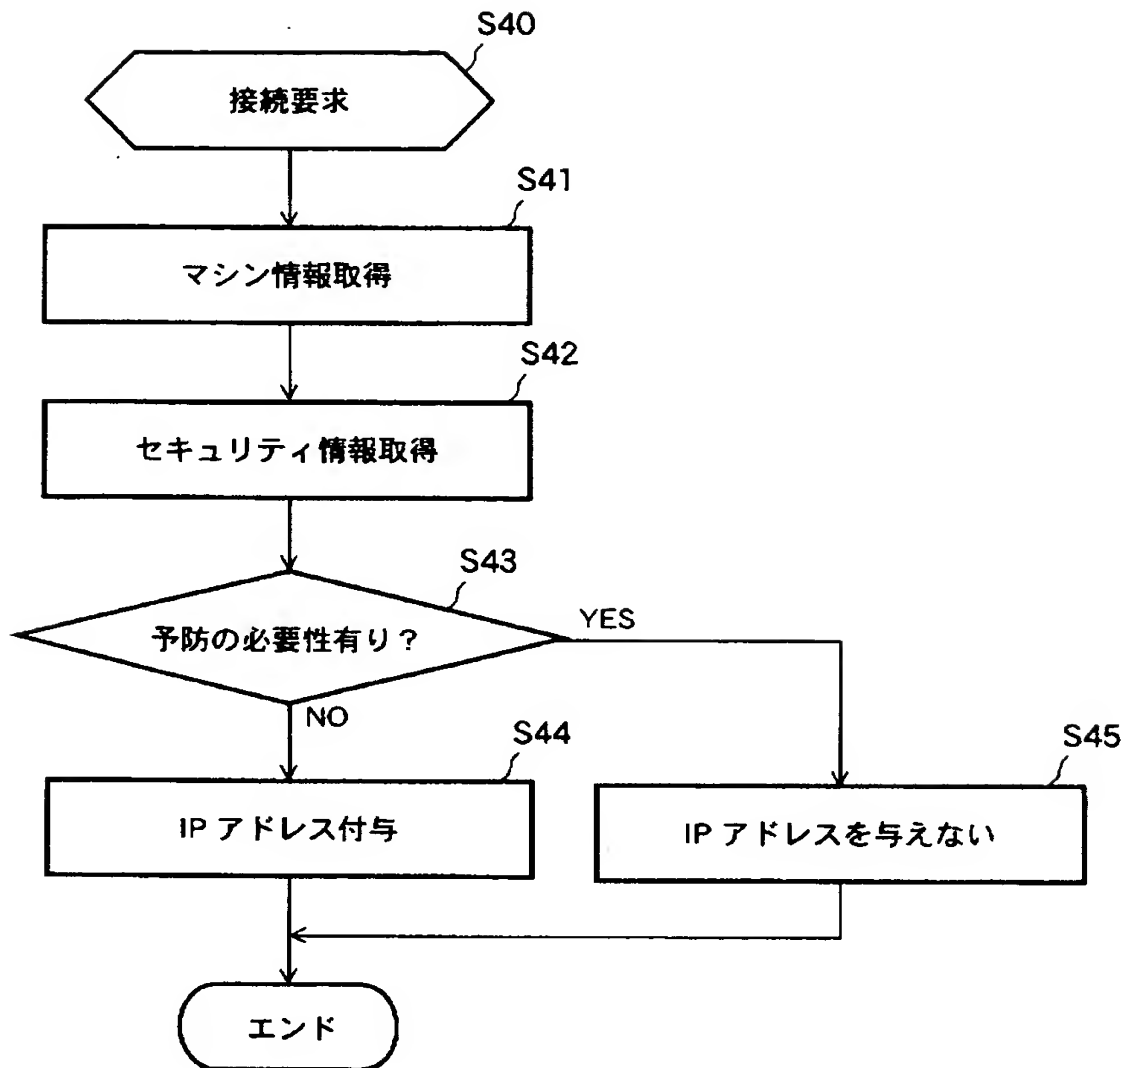 S40
接続要求
S41
マシン情報取得
S42
セキュリティ情報取得
S43
予防の必要性有り？
YES
NO
S44
IP アドレス付与
S45
IP アドレスを与えない
エンド